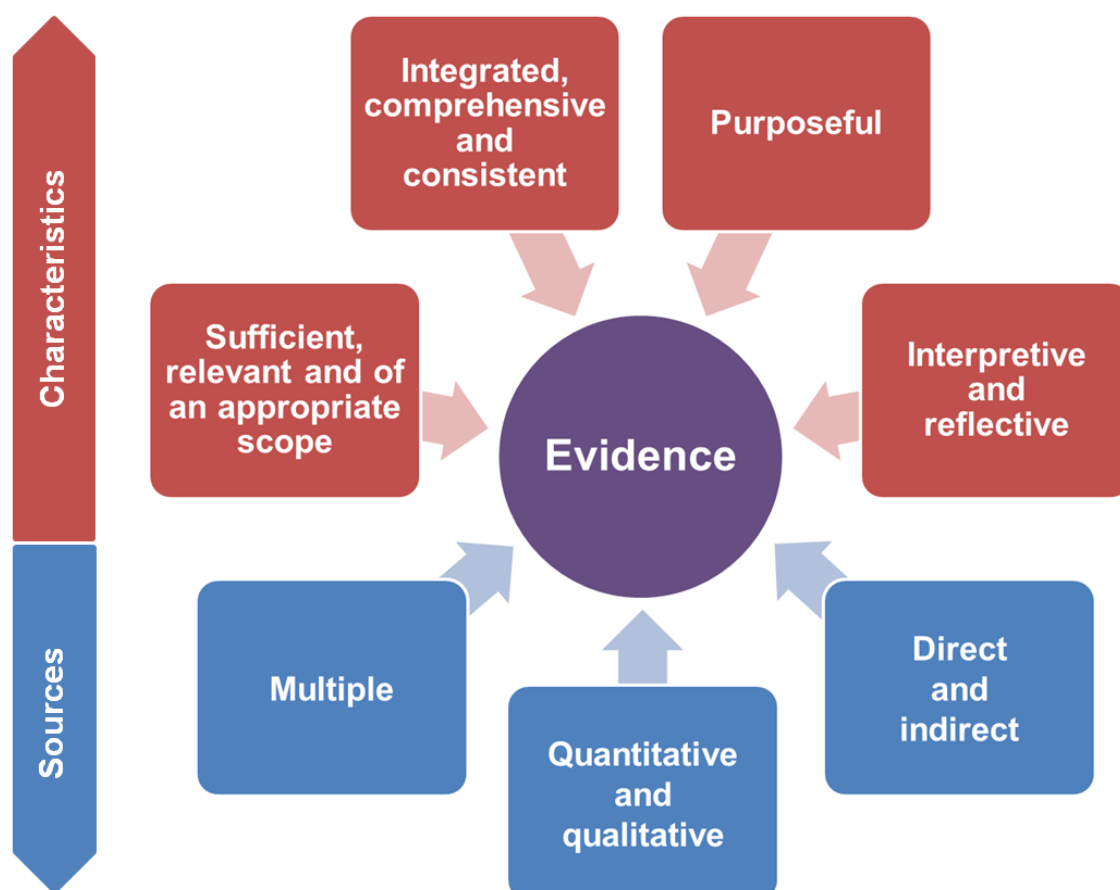 Characteristics
Integrated,
comprehensive
and
consistent
Purposeful
Sufficient,
relevant and of
an appropriate
scope
Evidence
Interpretive
and
reflective
Sources
Multiple
Quantitative
and
qualitative
Direct
and
indirect